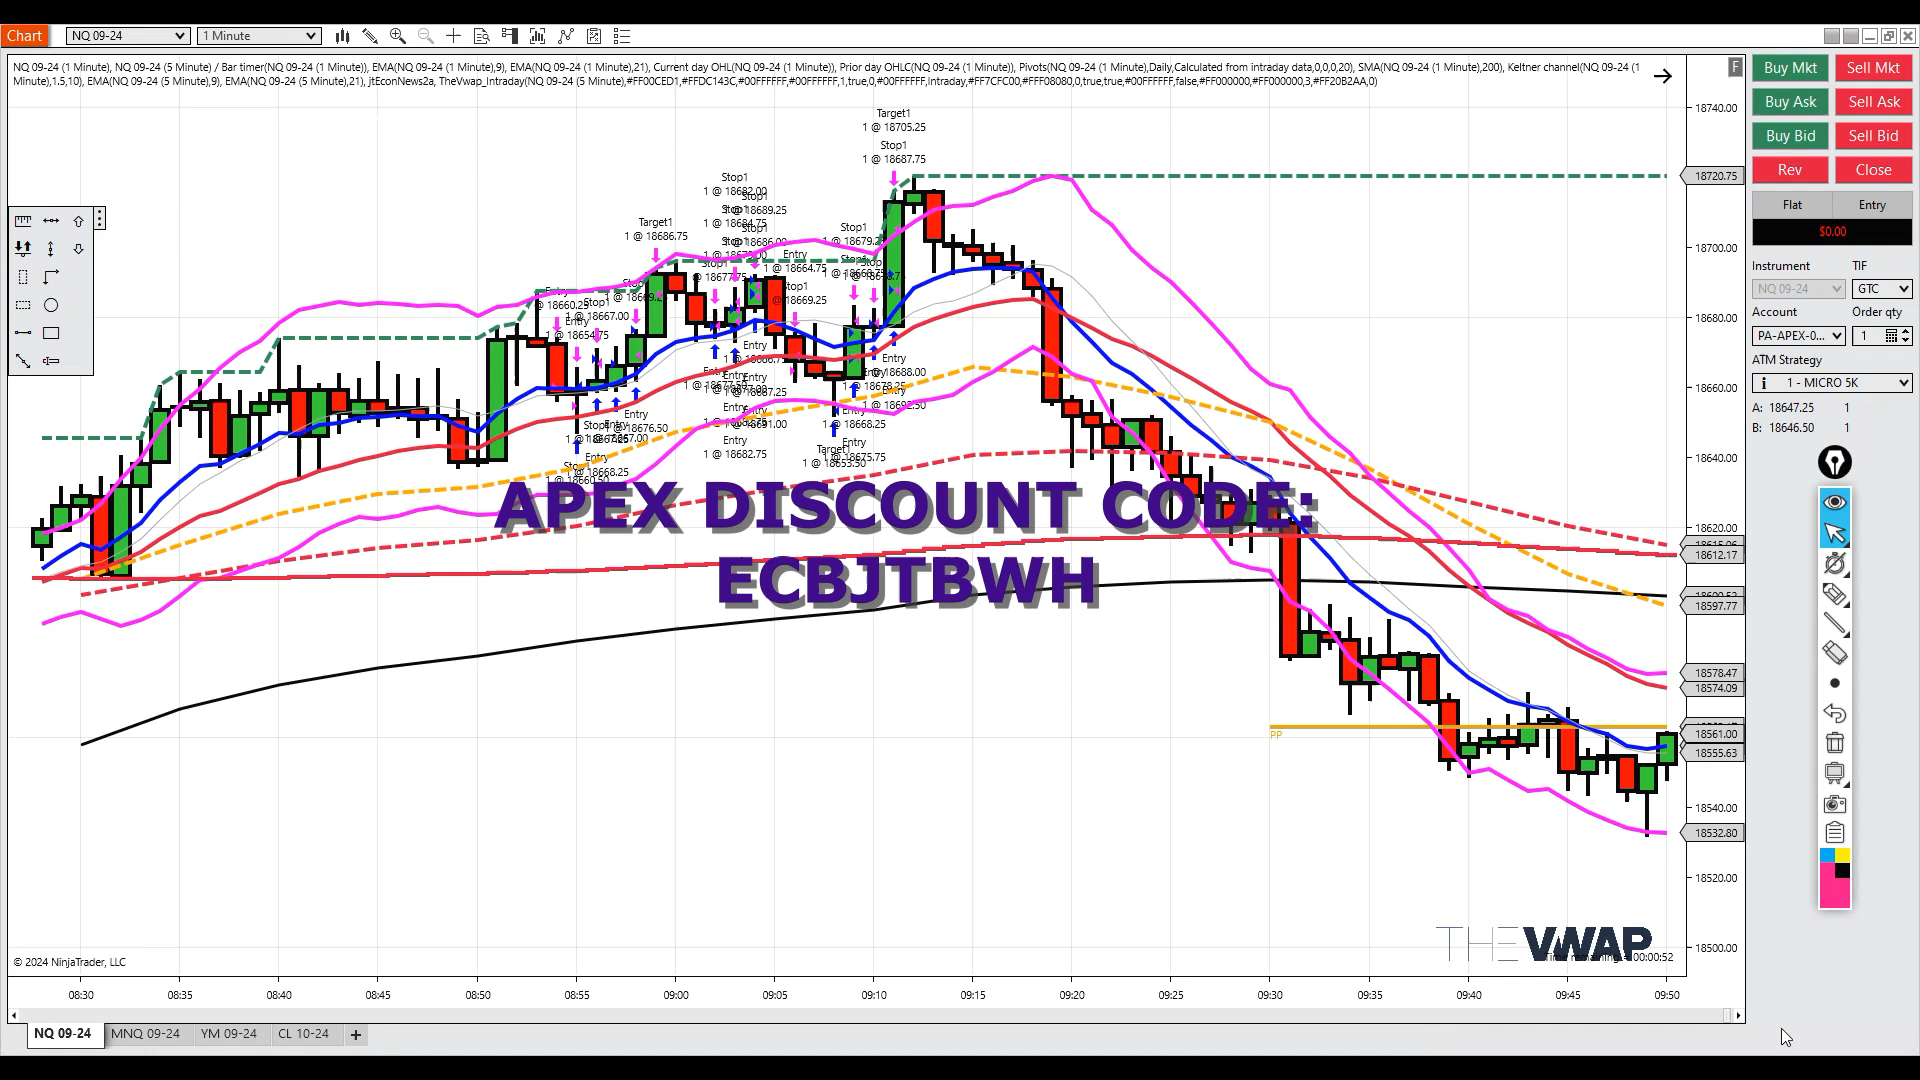 Chart
NQ 09-24
1 Minute
NQ 09-24 (1 Minute), NQ 09-24 (5 Minute) / Bar timer(NQ 09-24 (1 Minute)), EMA(NQ 09-24 (1 Minute),9), EMA(NQ 09-24 (1 Minute),21), Current day OHL(NQ 09-24 (1 Minute)), Prior day OHLC(NQ 09-24 (1 Minute)), Pivots(NQ 09-24 (1 Minute),Daily,Calculated from intraday data,0,0,0,20), SMA(NQ 09-24 (1 Minute),200), Keltner channel(NQ 09-24 (1
Minute),1.5,10), EMA(NQ 09-24 (5 Minute),9), EMA(NQ 09-24 (5 Minute),21), jtEconNews2a, TheVwap_Intraday(NQ 09-24 (5 Minute),#FF00CED1,#FFDC143C,#00FFFFFF,#00FFFFFF,1,true,0,#00FFFFFF,Intraday,#FF7CFC00,#FFF08080,0,true,true,#00FFFFFF,false,#FF000000,#FF000000,3,#FF20B2AA,0)
F
Target1
1 @ 18705.25
Stop1
1 @ 18687.75
Stop1
1 @ 18682.00
Target1
1 @ 18686.75
Entry
1 @ 18664.75
APEX DISCOUNT CODE:
ECBJTBWH
PP
18740.00
18720.75
18700.00
18680.00
18660.00
18640.00
18620.00
18612.17
18597.77
18578.47
18574.09
18561.00
18555.63
18540.00
18532.80
18520.00
18500.00
THEVWAP
© 2024 NinjaTrader, LLC
08:30
08:35
08:40
08:45
08:50
08:55
09:00
09:05
09:10
09:15
09:20
09:25
09:30
09:35
09:40
09:45
09:50
NQ 09-24
MNQ 09-24
YM 09-24
CL 10-24
+
Buy Mkt
Sell Mkt
Buy Ask
Sell Ask
Buy Bid
Sell Bid
Rev
Close
Flat
Entry
$0.00
Instrument
TIF
NQ 09-24
GTC
Account
Order qty
PA-APEX-0...
1
ATM Strategy
1 - MICRO 5K
A: 18647.25 1
B: 18646.50 1